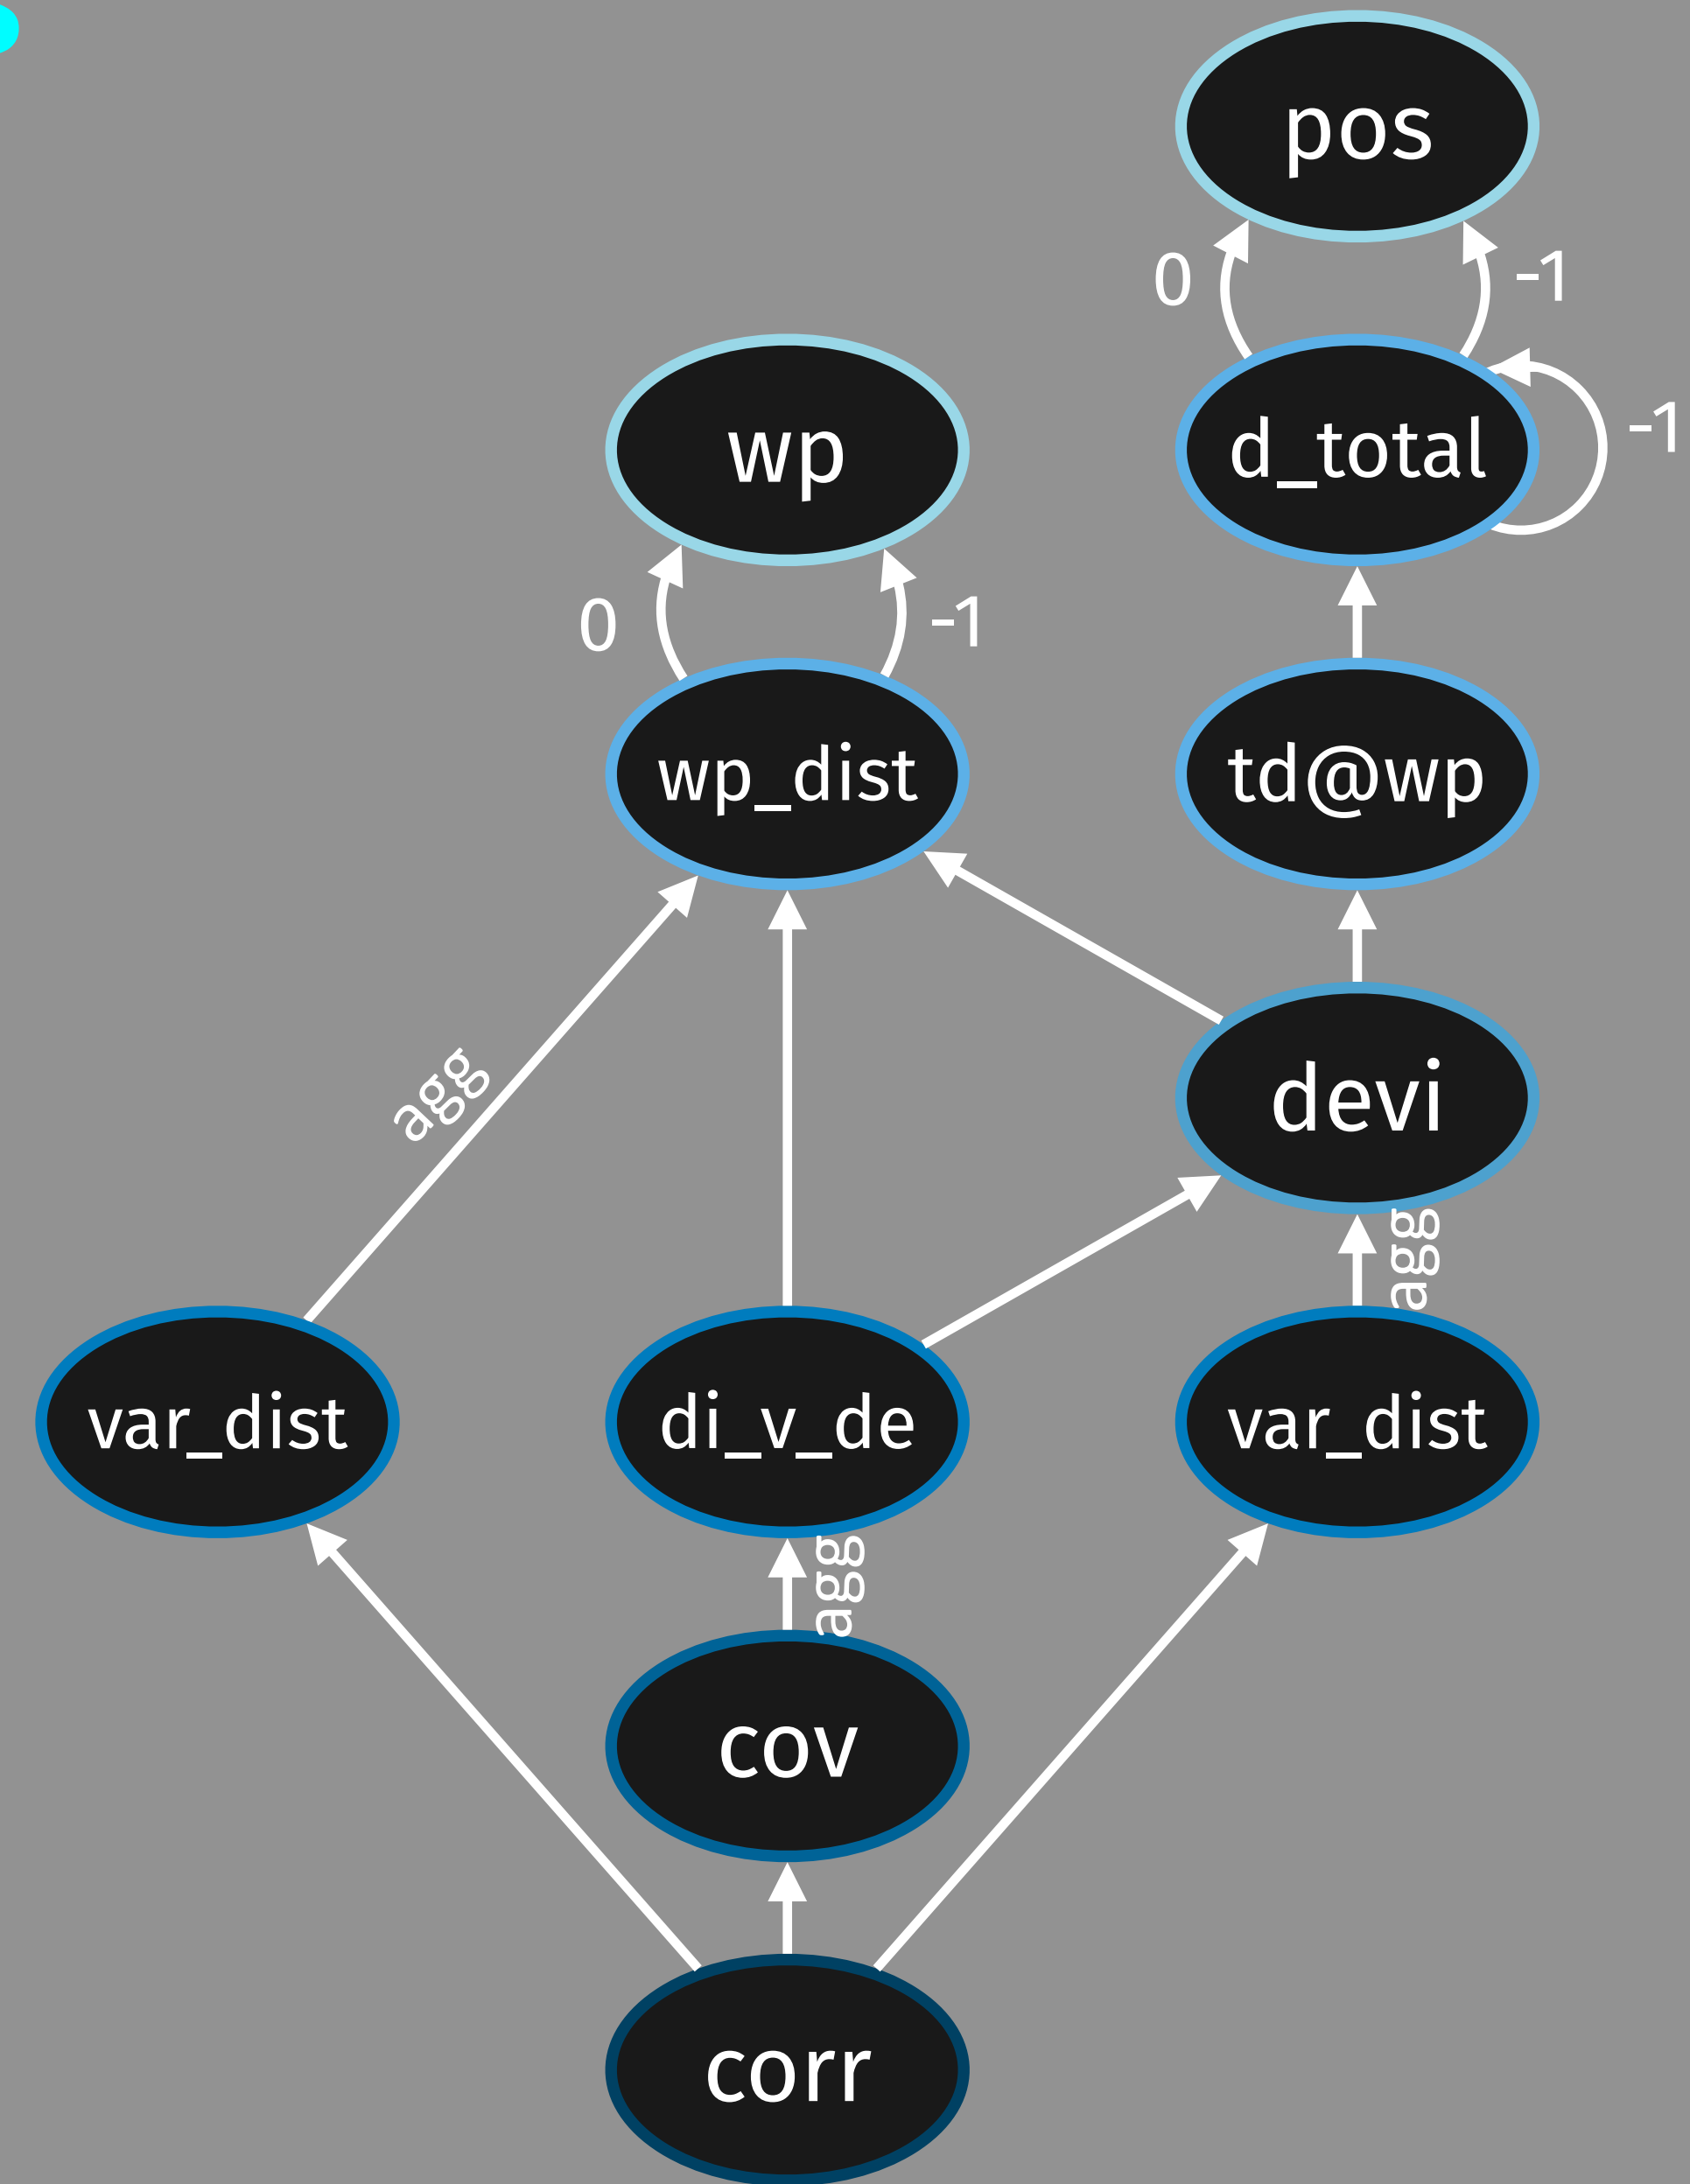 pos
0
-1
wp
d_total
-1
0
-1
wp_dist
td@wp
agg
devi
agg
var_dist
di_v_de
var_dist
agg
cov
corr